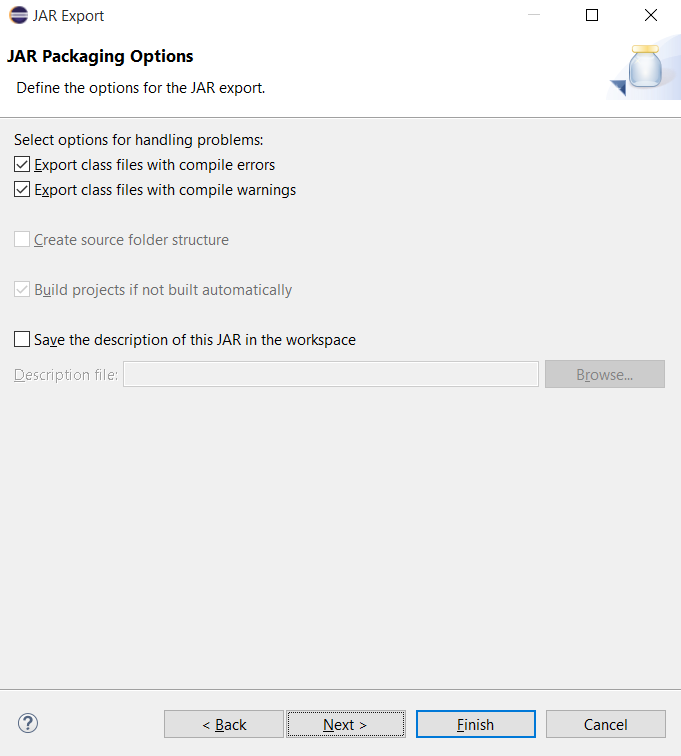 JAR Export
JAR Packaging Options
Define the options for the JAR export.
Select options for handling problems:
Export class files with compile errors
Export class files with compile warnings
Create source folder structure
Build projects if not built automatically
Save the description of this JAR in the workspace
Description file: Browse...
? < Back Next > Finish Cancel